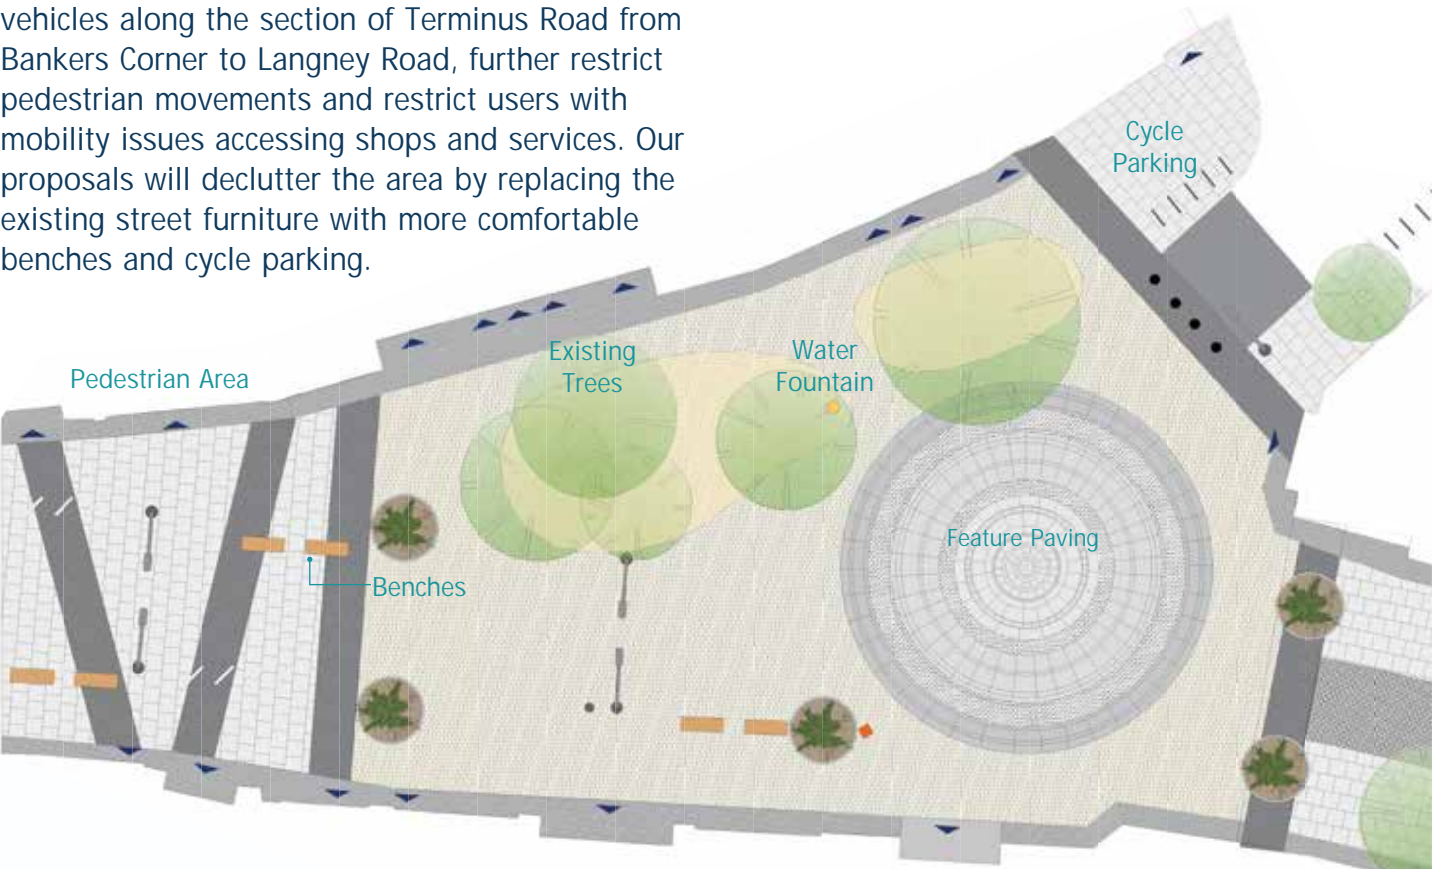 vehicles along the section of Terminus Road from
Bankers Corner to Langney Road, further restrict
pedestrian movements and restrict users with
mobility issues accessing shops and services. Our
proposals will declutter the area by replacing the
existing street furniture with more comfortable
benches and cycle parking.
Cycle
Parking
Existing
Trees
Water
Fountain
Pedestrian Area
Feature Paving
Benches